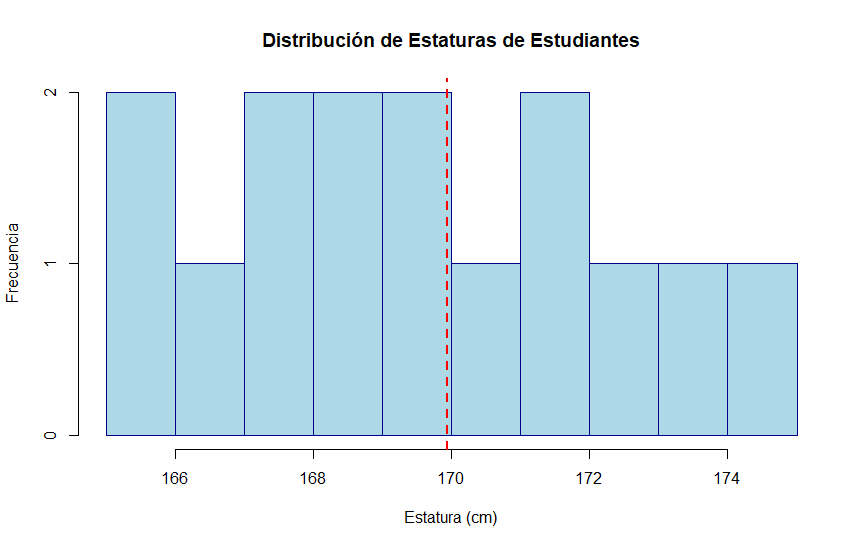 Distribución de Estaturas de Estudiantes
Frecuencia
2
1
0
166 168 170 172 174
Estatura (cm)